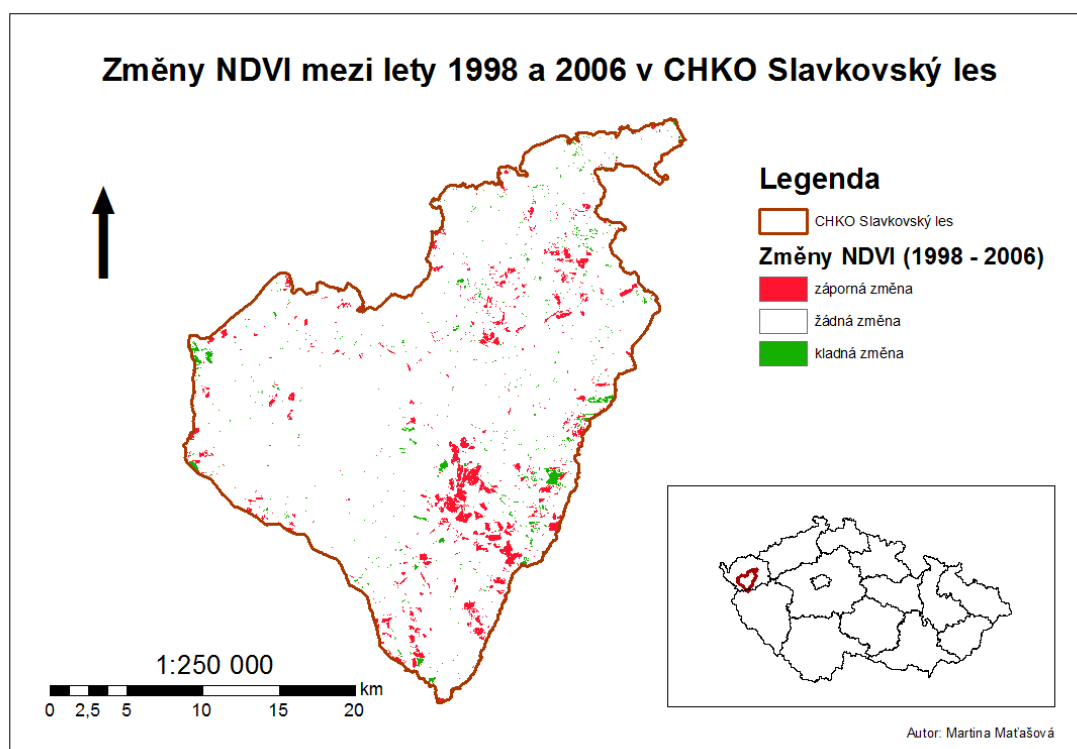 Změny NDVI mezi lety 1998 a 2006 v CHKO Slavkovský les
Legenda
CHKO Slavkovský les
Změny NDVI (1998 - 2006)
záporná změna
žádná změna
kladná změna
1:250 000
km
0 2,5 5 10 15 20
Autor: Martina Maťašová